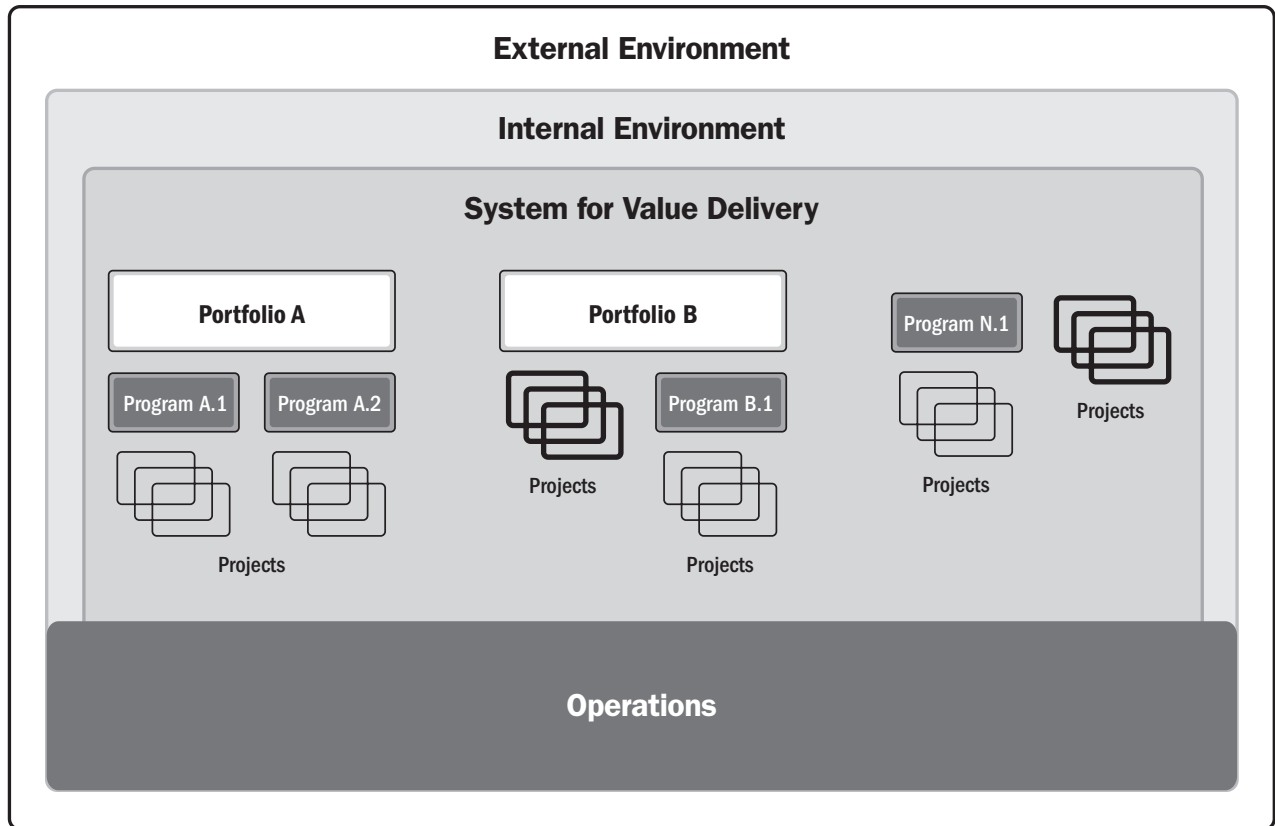 External Environment
Internal Environment
System for Value Delivery
Portfolio A
Portfolio B
Program N.1
Projects
Program A.1
Program A.2
Program B.1
Projects
Projects
Projects
Projects
Operations